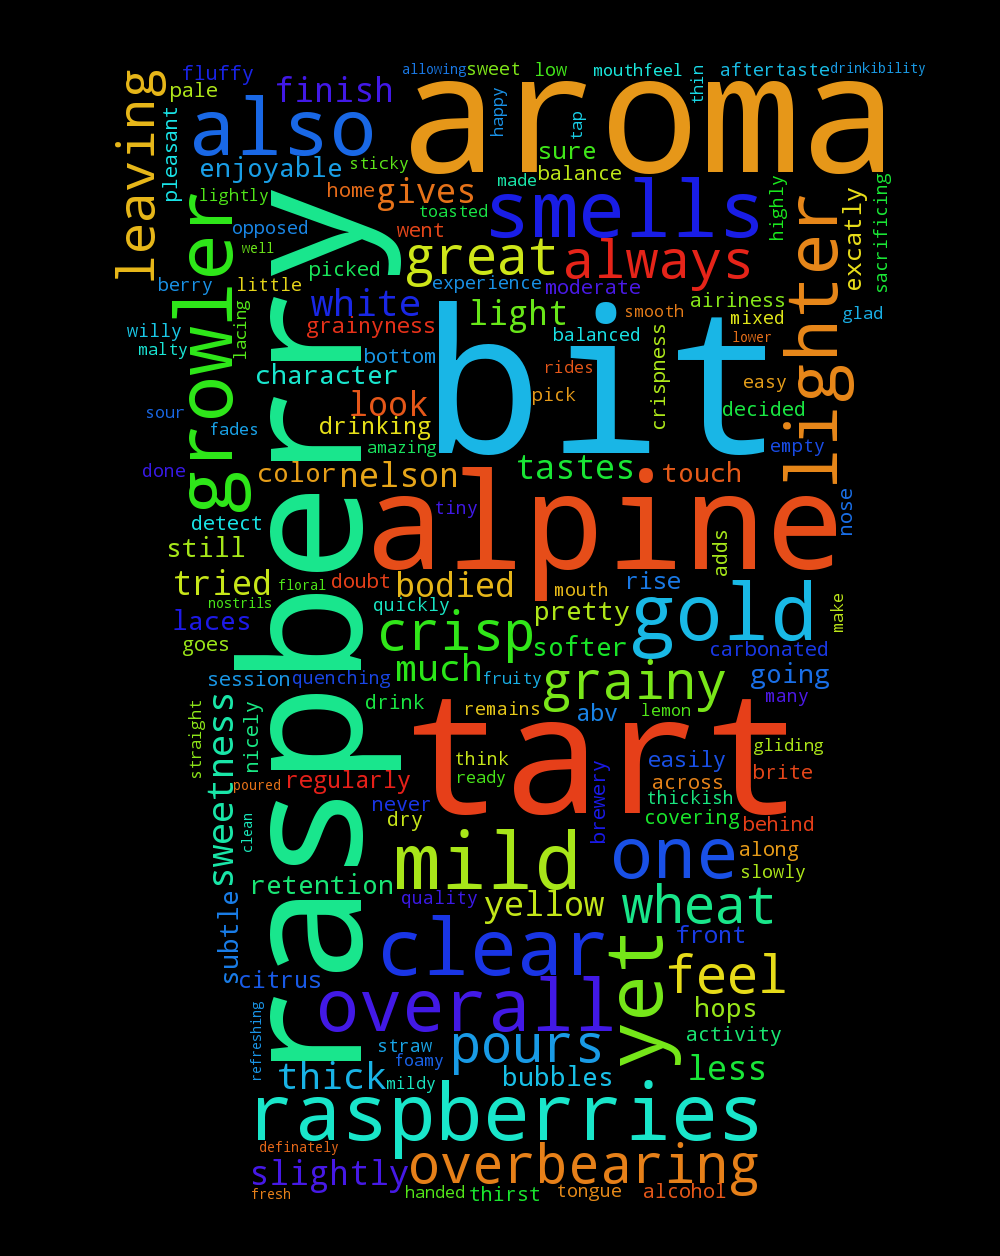 allowing
sweet
low
mouthfeel
aftertaste
drinkibility
fluffy
pale
finish
aroma
thin
leaving
also
happy
tap
pleasant
enjoyable
sticky
sure
balance
made
home
gives
smells
highly
sacrificing
lightly
toasted
opposed
went
great
always
lighter
excatly
growler
well
picked
experience
moderate
berry
little
white
light
airiness
smooth
mixed
glad
willy
malty
lacing
grainyness
bottom
balanced
lower
raspberry
bit
crispness
character
rides
look
pick
easy
decided
sour
fades
drinking
amazing
empty
done
color
nelson
tastes
touch
alpine
tiny
nose
detect
still
adds
tried
floral
doubt
bodied
mouth
rise
nostrils
quickly
pretty
gold
make
laces
goes
crisp
softer
carbonated
session
quenching
much
fruity
grainy
going
many
straight
sweetness
nicely
drink
remains
abv
lemon
tart
think
ready
easily
gliding
poured
regularly
across
brite
thickish
never
dry
brewery
covering
behind
clean
mild
one
along
slowly
retention
quality
yellow
wheat
subtle
clear
yet
front
citrus
feel
overall
hops
refreshing
straw
foamy
pours
activity
thick
mildy
bubbles
less
raspberries
definately
slightly
overbearing
fresh
handed
thirst
tongue
alcohol